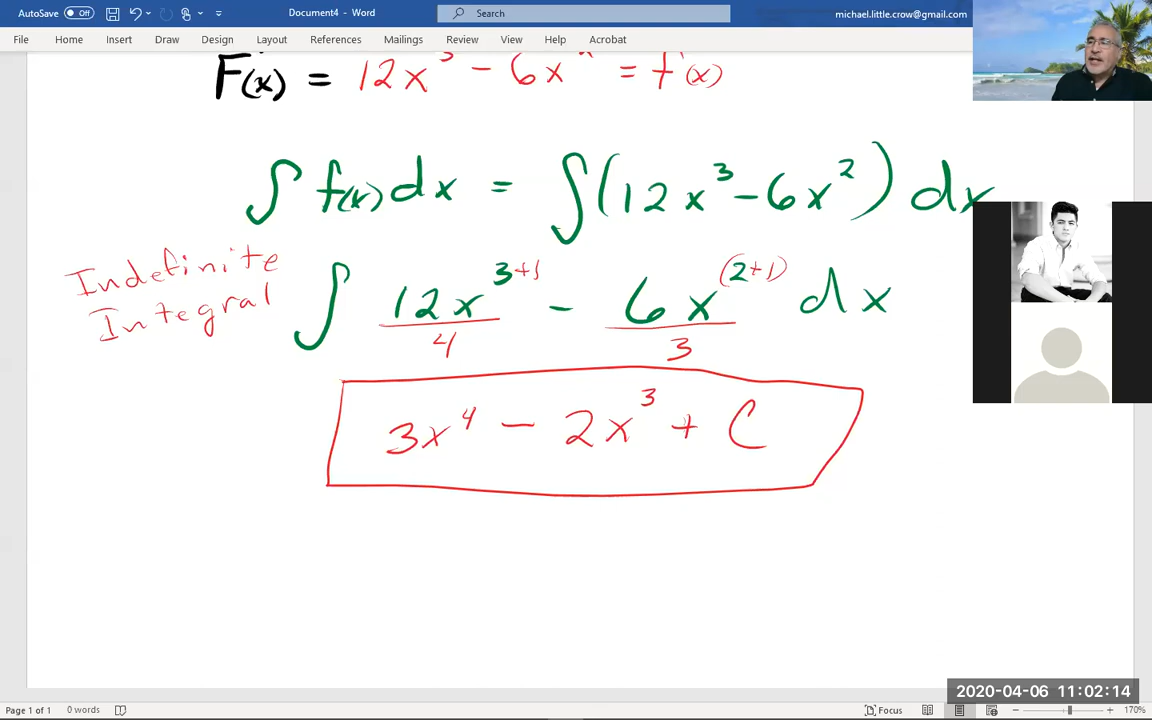 AutoSave Off Document4 - Word Search michael.little.crow@gmail.com
File Home Insert Draw Design Layout References Mailings Review View Help Acrobat
F(x) = 12x³ - 6x² = f(x)
∫ f(x) dx = ∫(12x³ - 6x²) dx
Indefinite
Integral
∫ 12x³⁺¹/4 - 6x⁽²⁺¹⁾/3 dx
3x⁴ - 2x³ + C
2020-04-06 11:02:14
Page 1 of 1 0 words Focus 170%